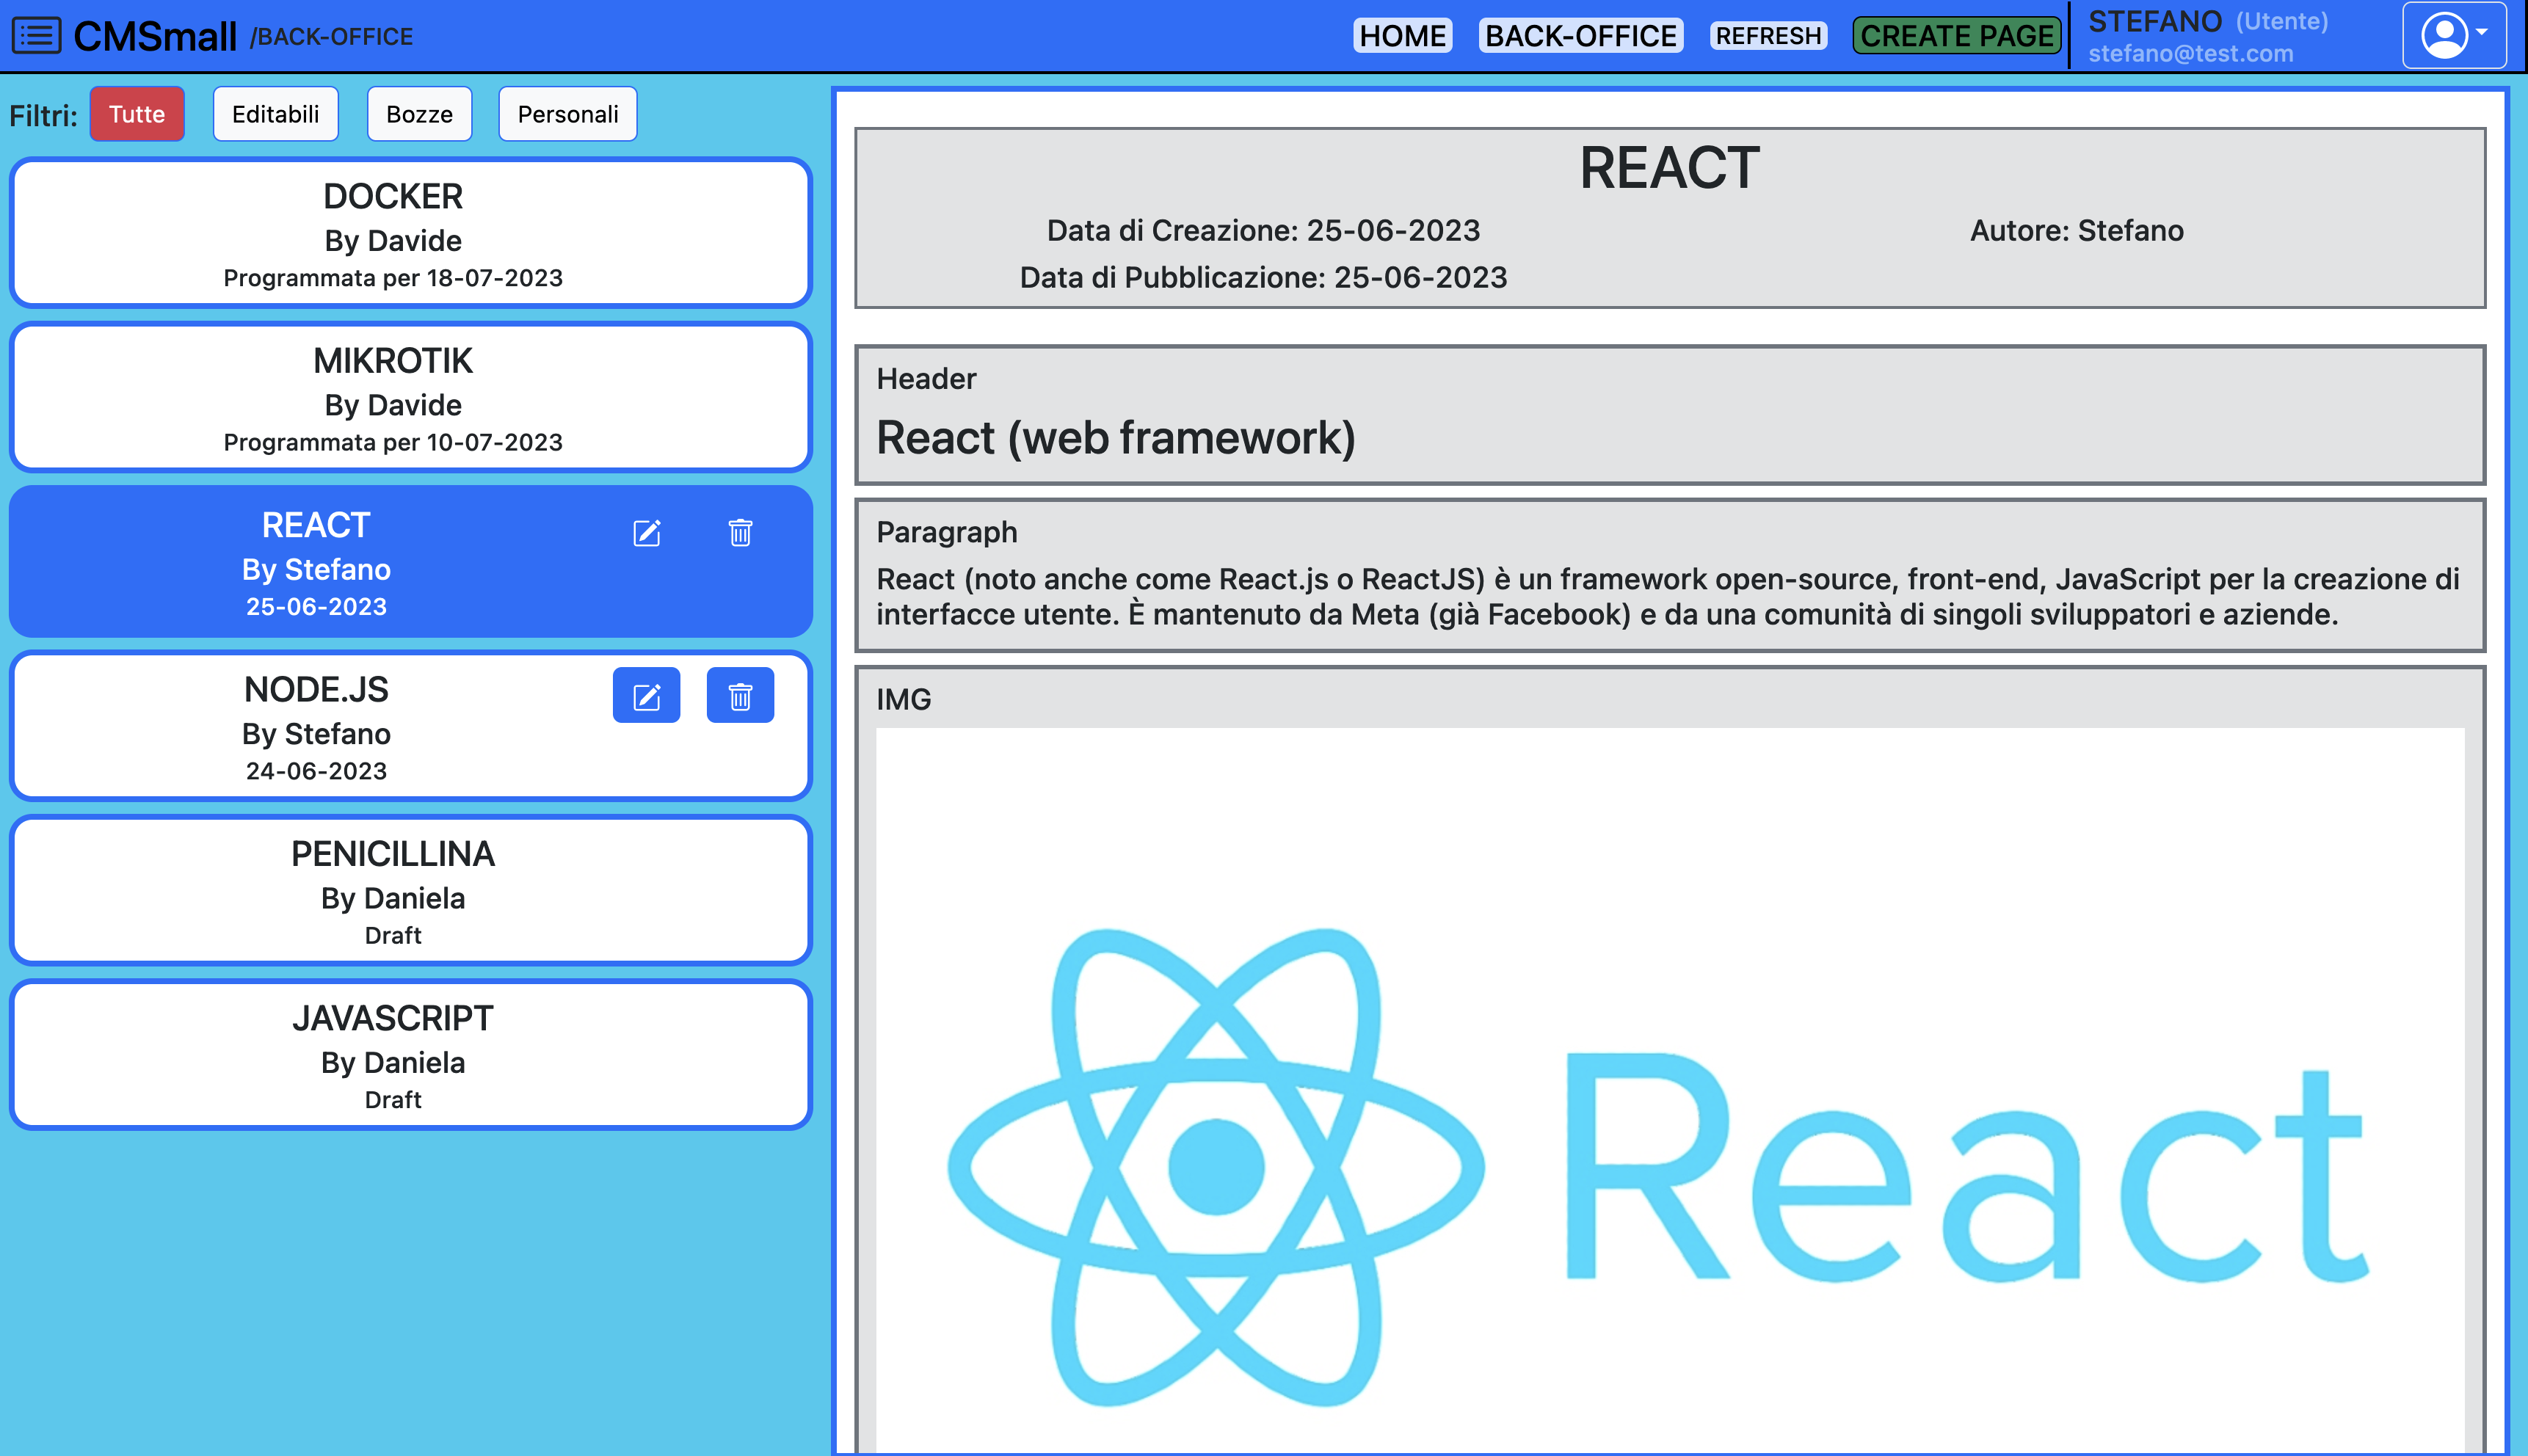 CMSmall /BACK-OFFICE
HOME BACK-OFFICE REFRESH CREATE PAGE
STEFANO (Utente)
stefano@test.com
Filtri: Tutte Editabili Bozze Personali
DOCKER
By Davide
Programmata per 18-07-2023
MIKROTIK
By Davide
Programmata per 10-07-2023
REACT
By Stefano
25-06-2023
NODE.JS
By Stefano
24-06-2023
PENICILLINA
By Daniela
Draft
JAVASCRIPT
By Daniela
Draft
REACT
Data di Creazione: 25-06-2023 Autore: Stefano
Data di Pubblicazione: 25-06-2023
Header
React (web framework)
Paragraph
React (noto anche come React.js o ReactJS) è un framework open-source, front-end, JavaScript per la creazione di
interfacce utente. È mantenuto da Meta (già Facebook) e da una comunità di singoli sviluppatori e aziende.
IMG
React